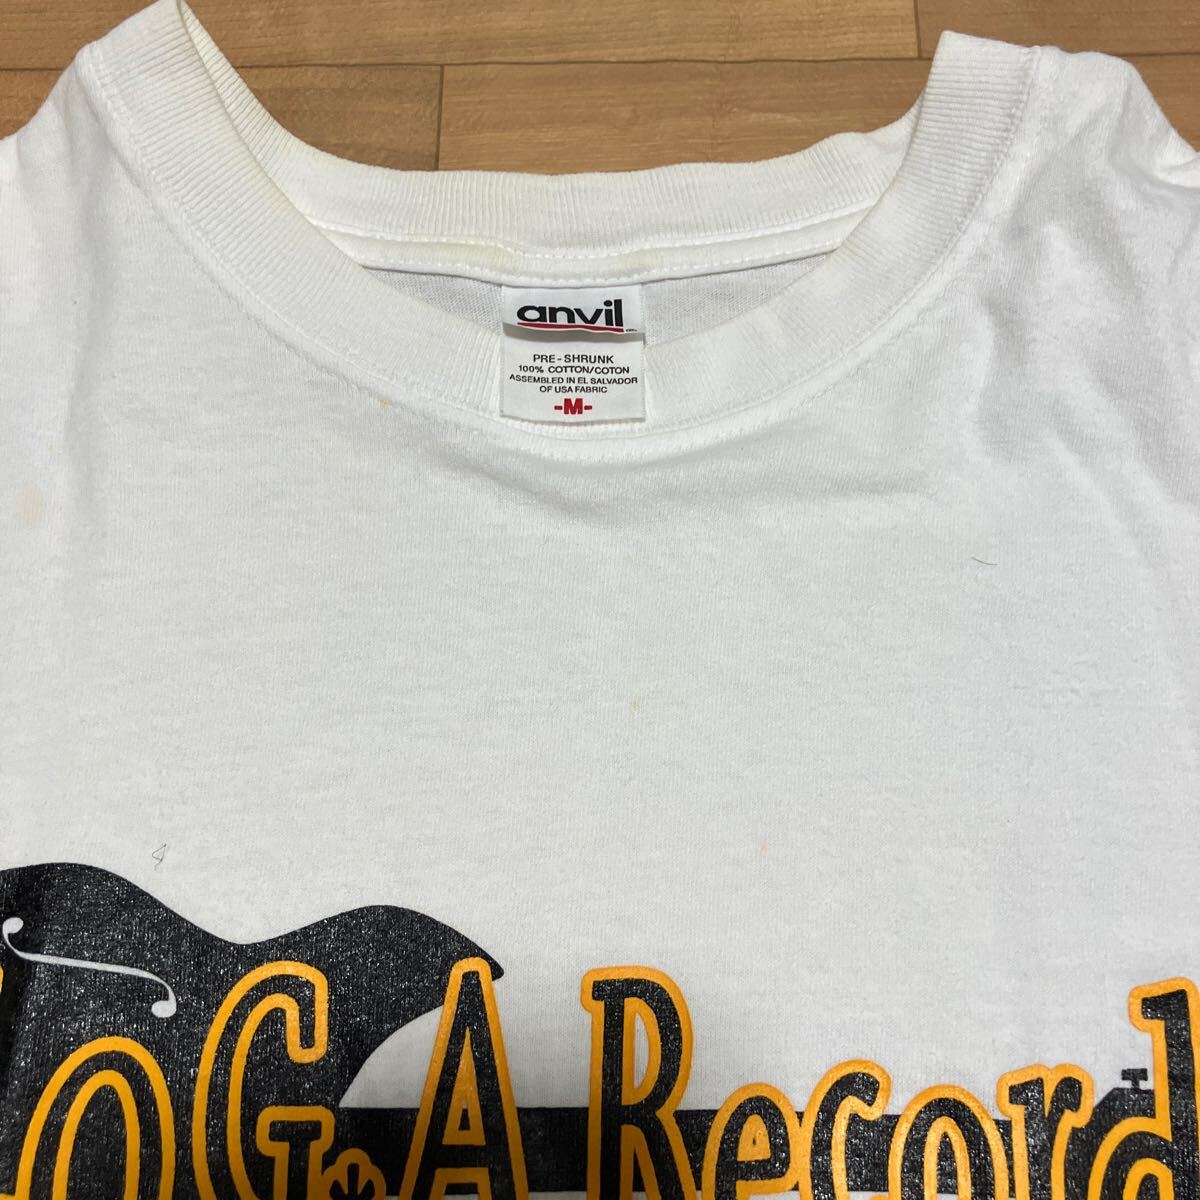 anvil
PRE-SHRUNK
100% COTTON/COTON
ASSEMBLED IN EL SALVADOR
OF USA FABRIC
-M-
oG.A Record